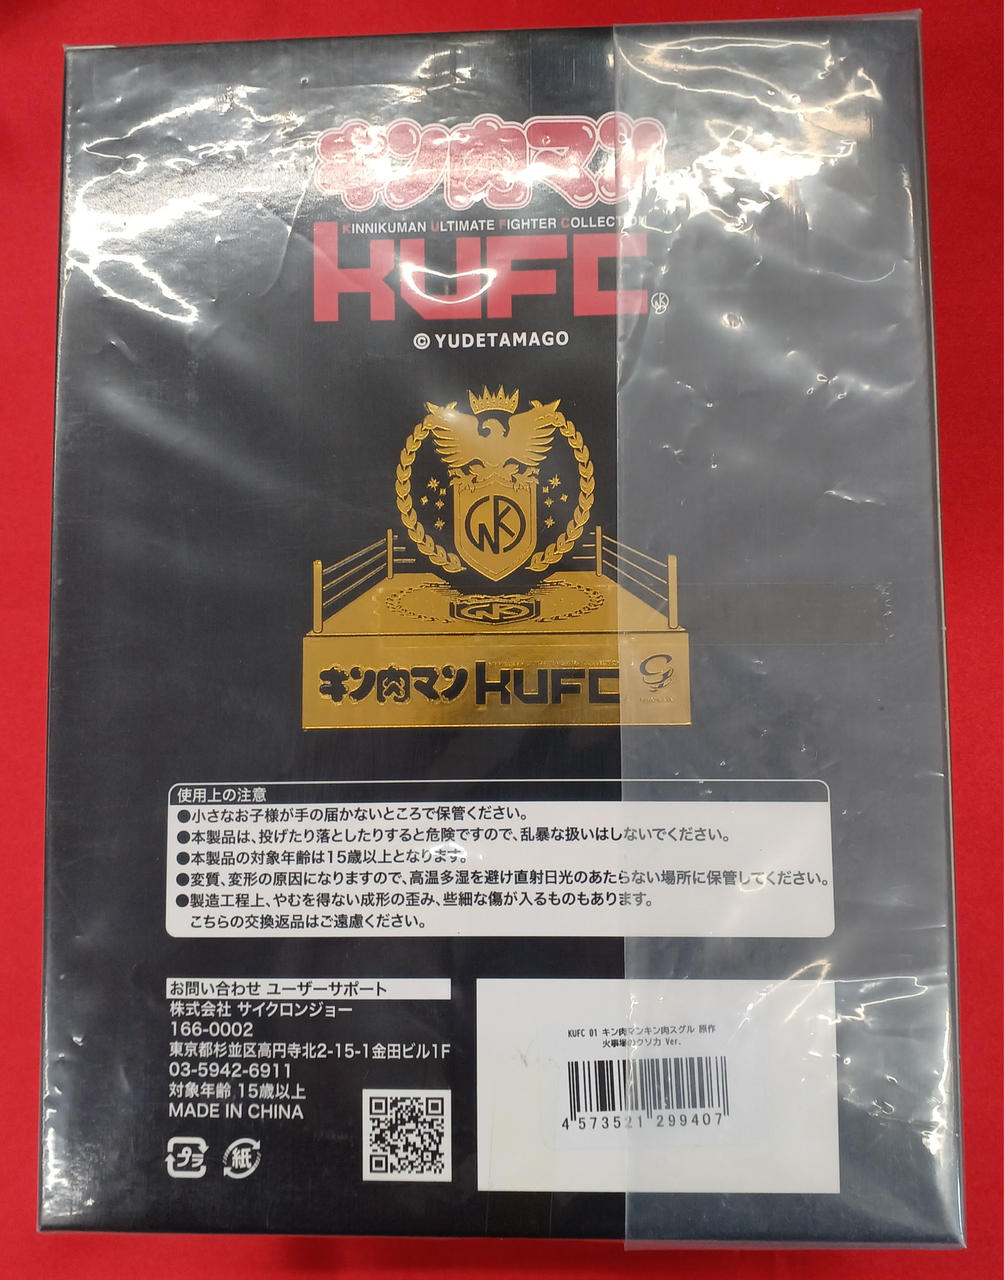 キン肉マン
KINNIKUMAN ULTIMATE FIGHTER COLLECTION
KUFC
© YUDETAMAGO
キン肉マン KUFC
使用上の注意
●小さなお子様が手の届かないところで保管ください。
●本製品は、投げたり落としたりすると危険ですので、乱暴な扱いはしないでください。
●本製品の対象年齢は15歳以上となります。
●変質、変形の原因になりますので、高温多湿を避け直射日光のあたらない場所に保管してください。
●製造工程上、やむを得ない成形の歪み、些細な傷が入るものもあります。
こちらの交換返品はご遠慮ください。
お問い合わせ ユーザーサポート
株式会社 サイクロンジョー
166-0002
東京都杉並区高円寺北2-15-1金田ビル1F
03-5942-6911
対象年齢 15歳以上
MADE IN CHINA
プラ
紙
KUFC 01 キン肉マンキン肉スグル 原作
火事場のクソ力 Ver.
4 573521 299407